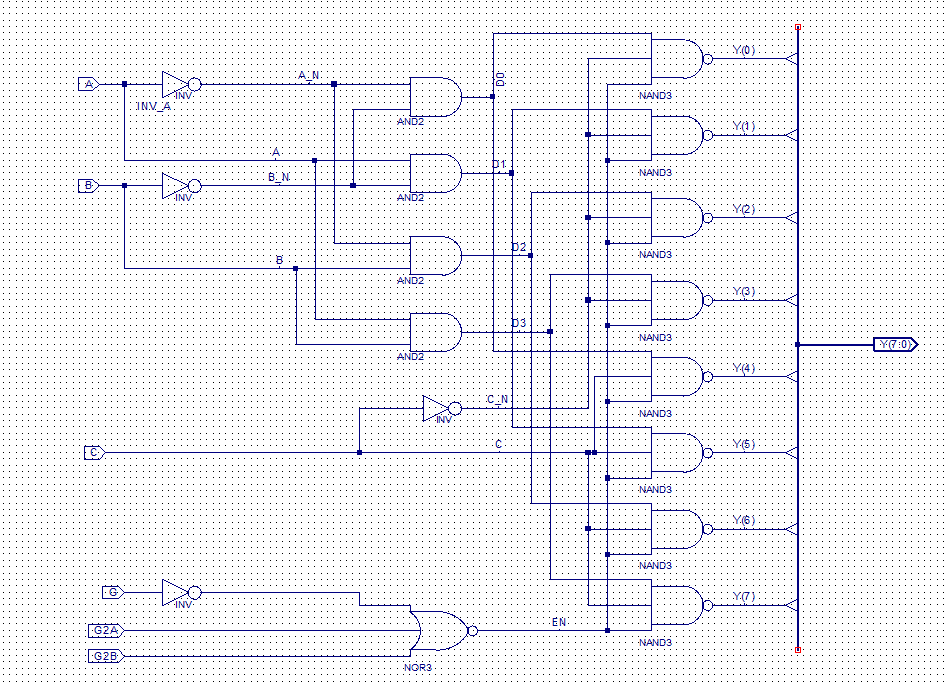 Y(0)
D0
A_N
A
INV
INV_A
NAND3
AND2
Y(1)
A
D1
B_N
B
NAND3
INV
AND2
Y(2)
D2
B
NAND3
AND2
Y(3)
D3
NAND3
Y(7:0)
AND2
Y(4)
C_N
NAND3
INV
Y(5)
C
C
NAND3
Y(6)
NAND3
G
INV
Y(7)
EN
G2A
NAND3
G2B
NOR3